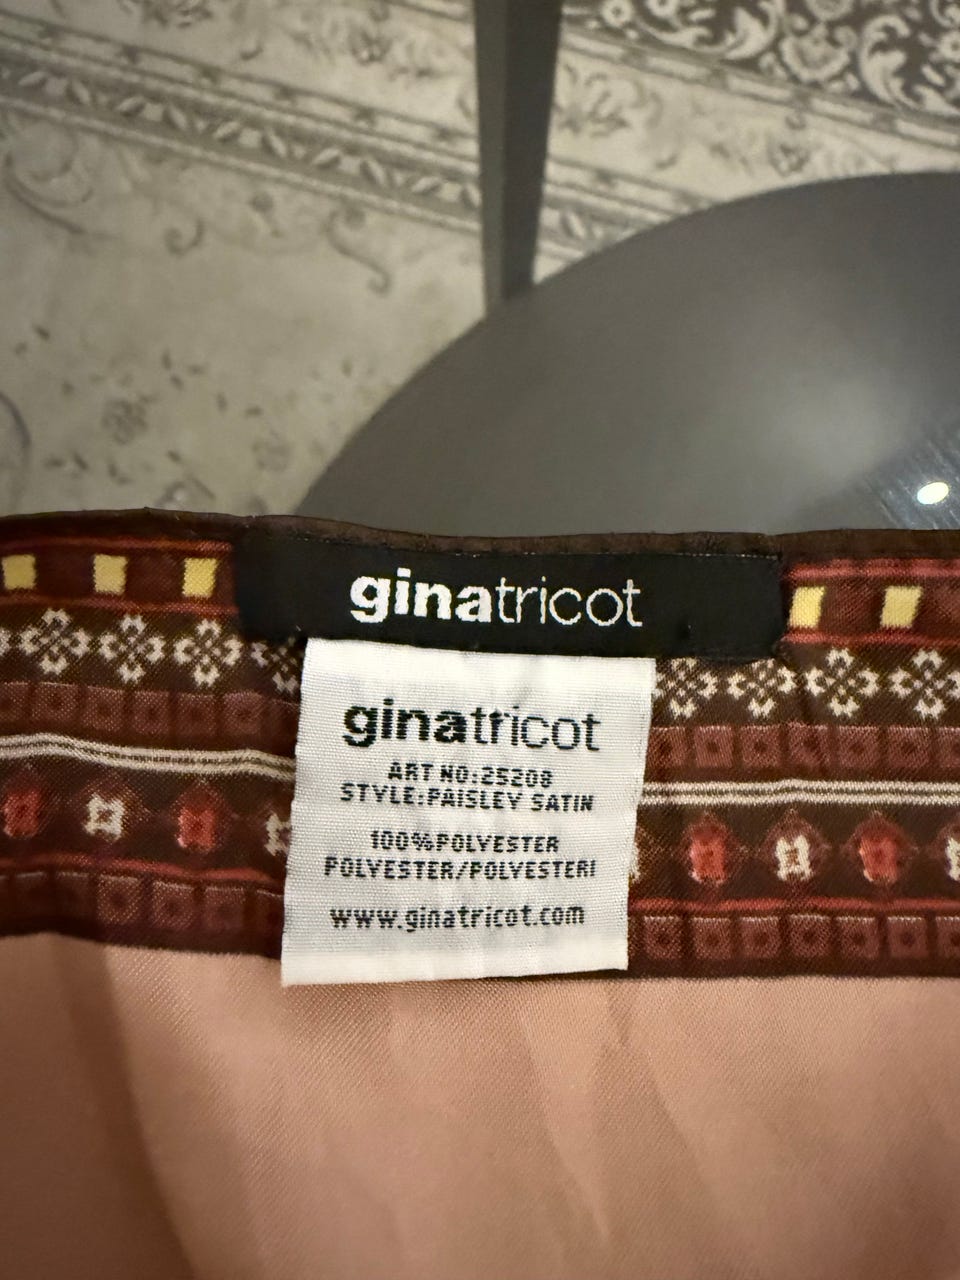 ginatricot
ginatricot
ART NO:25208
STYLE:PAISLEY SATIN
100%POLYESTER
POLYESTER/POLYESTERI
www.ginatricot.com